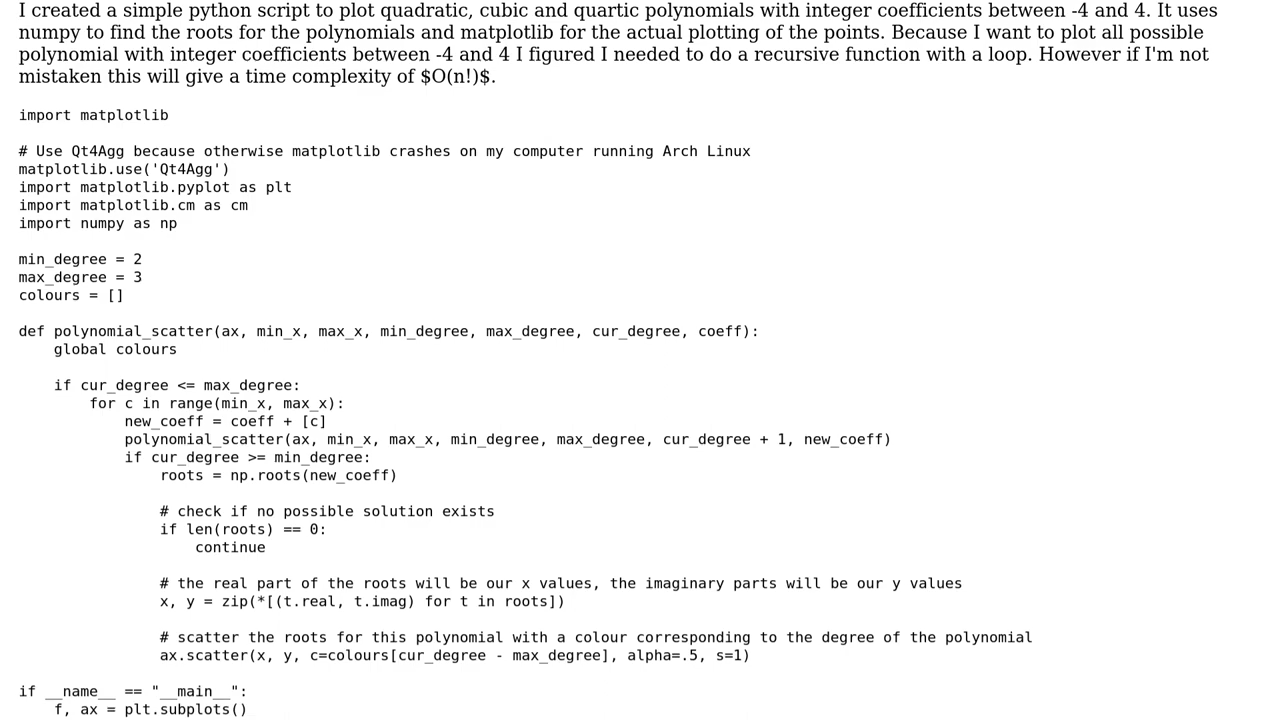 I created a simple python script to plot quadratic, cubic and quartic polynomials with integer coefficients between -4 and 4. It uses
numpy to find the roots for the polynomials and matplotlib for the actual plotting of the points. Because I want to plot all possible
polynomial with integer coefficients between -4 and 4 I figured I needed to do a recursive function with a loop. However if I'm not
mistaken this will give a time complexity of $O(n!)$.

import matplotlib

# Use Qt4Agg because otherwise matplotlib crashes on my computer running Arch Linux
matplotlib.use('Qt4Agg')
import matplotlib.pyplot as plt
import matplotlib.cm as cm
import numpy as np

min_degree = 2
max_degree = 3
colours = []

def polynomial_scatter(ax, min_x, max_x, min_degree, max_degree, cur_degree, coeff):
    global colours

    if cur_degree <= max_degree:
        for c in range(min_x, max_x):
            new_coeff = coeff + [c]
            polynomial_scatter(ax, min_x, max_x, min_degree, max_degree, cur_degree + 1, new_coeff)
            if cur_degree >= min_degree:
                roots = np.roots(new_coeff)

                # check if no possible solution exists
                if len(roots) == 0:
                    continue

                # the real part of the roots will be our x values, the imaginary parts will be our y values
                x, y = zip(*[(t.real, t.imag) for t in roots])

                # scatter the roots for this polynomial with a colour corresponding to the degree of the polynomial
                ax.scatter(x, y, c=colours[cur_degree - max_degree], alpha=.5, s=1)

if __name__ == "__main__":
    f, ax = plt.subplots()